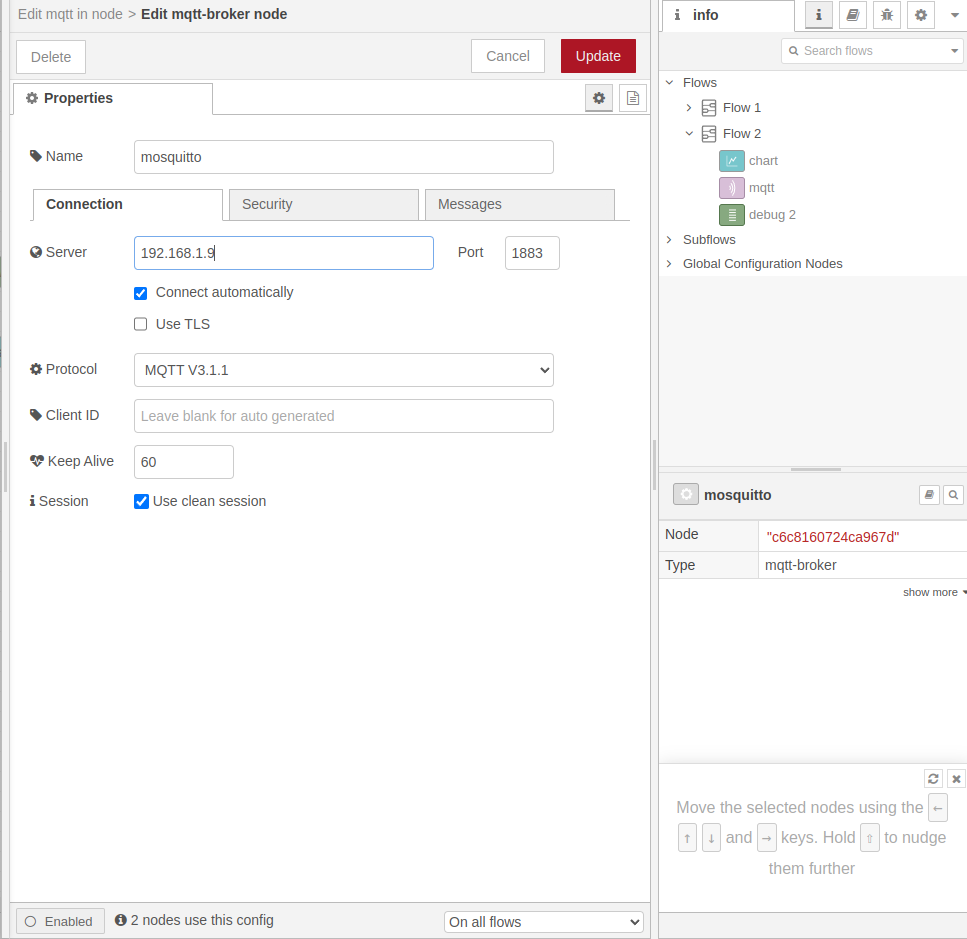 Edit mqtt in node > Edit mqtt-broker node
Delete
Cancel
Update
Properties
Name
mosquitto
Connection
Security
Messages
Server
192.168.1.9
Port
1883
Connect automatically
Use TLS
Protocol
MQTT V3.1.1
Client ID
Leave blank for auto generated
Keep Alive
60
Session
Use clean session
Enabled
2 nodes use this config
On all flows
info
Search flows
Flows
Flow 1
Flow 2
chart
mqtt
debug 2
Subflows
Global Configuration Nodes
mosquitto
Node
"c6c8160724ca967d"
Type
mqtt-broker
show more
Move the selected nodes using the ←
↑ ↓ and → keys. Hold ⇧ to nudge
them further